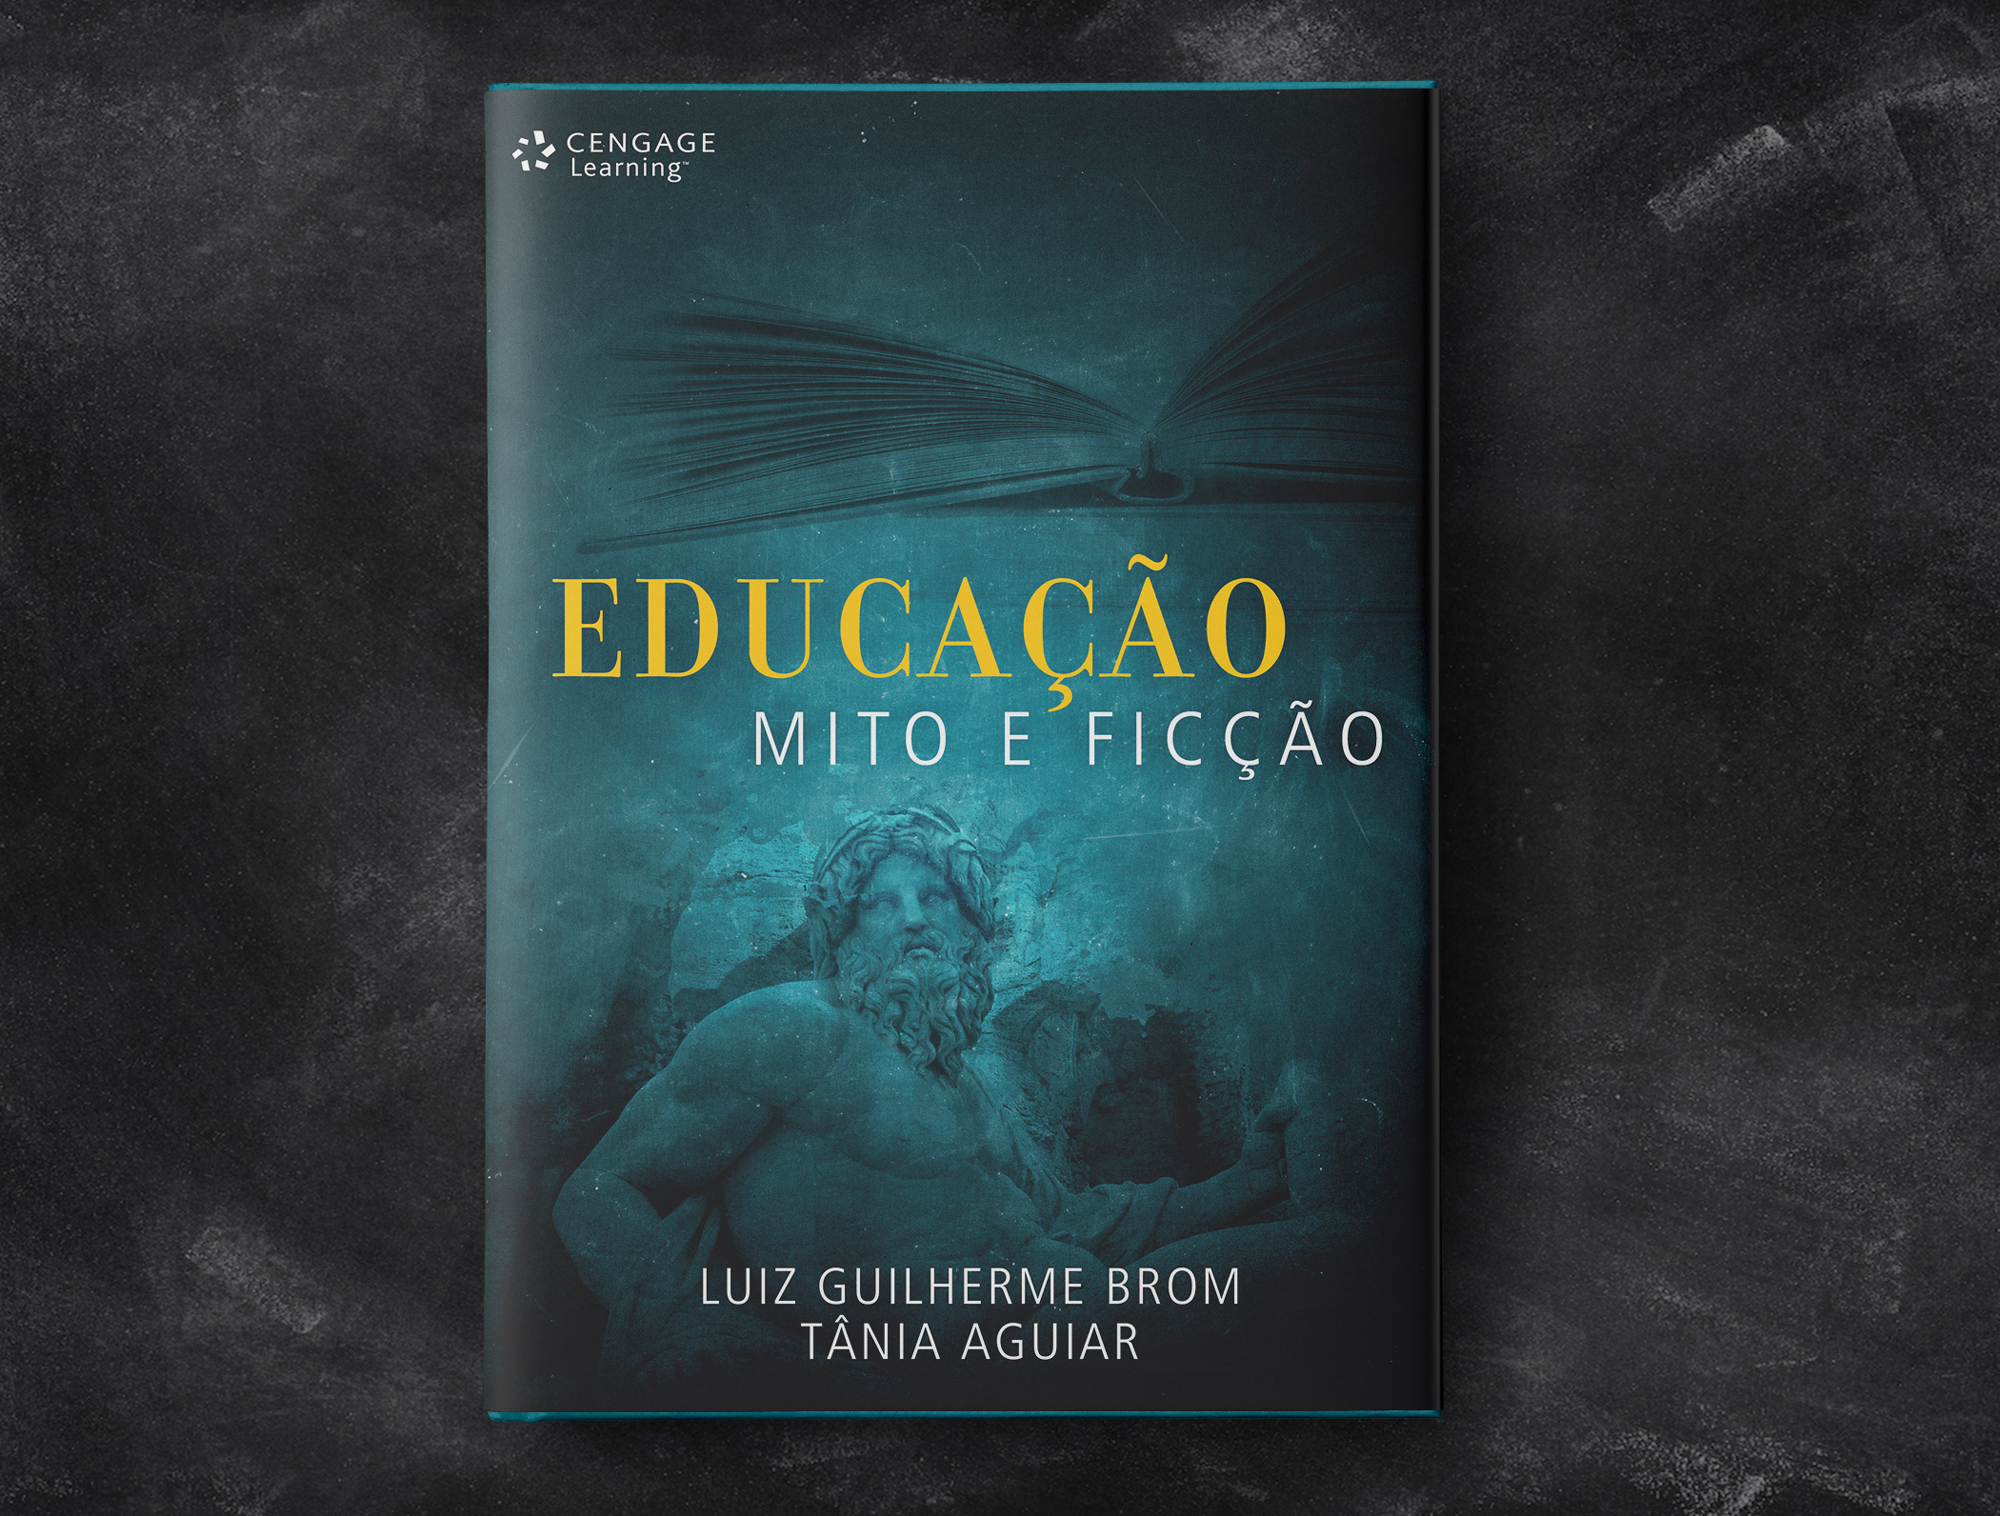 CENGAGE
Learning™
EDUCAÇÃO
MITO E FICÇÃO
LUIZ GUILHERME BROM
TÂNIA AGUIAR